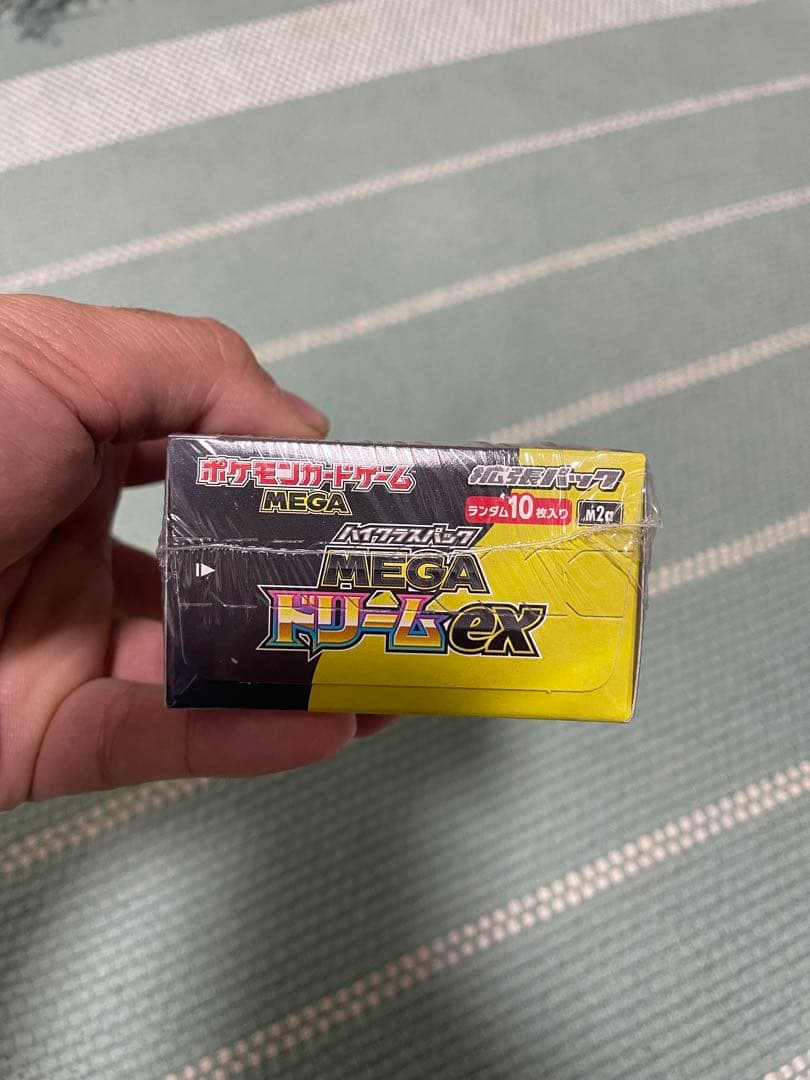 ポケモンカードゲーム
MEGA
拡張パック
ランダム10枚入り
M2a
ハイクラスパック
MEGA
ドリームex